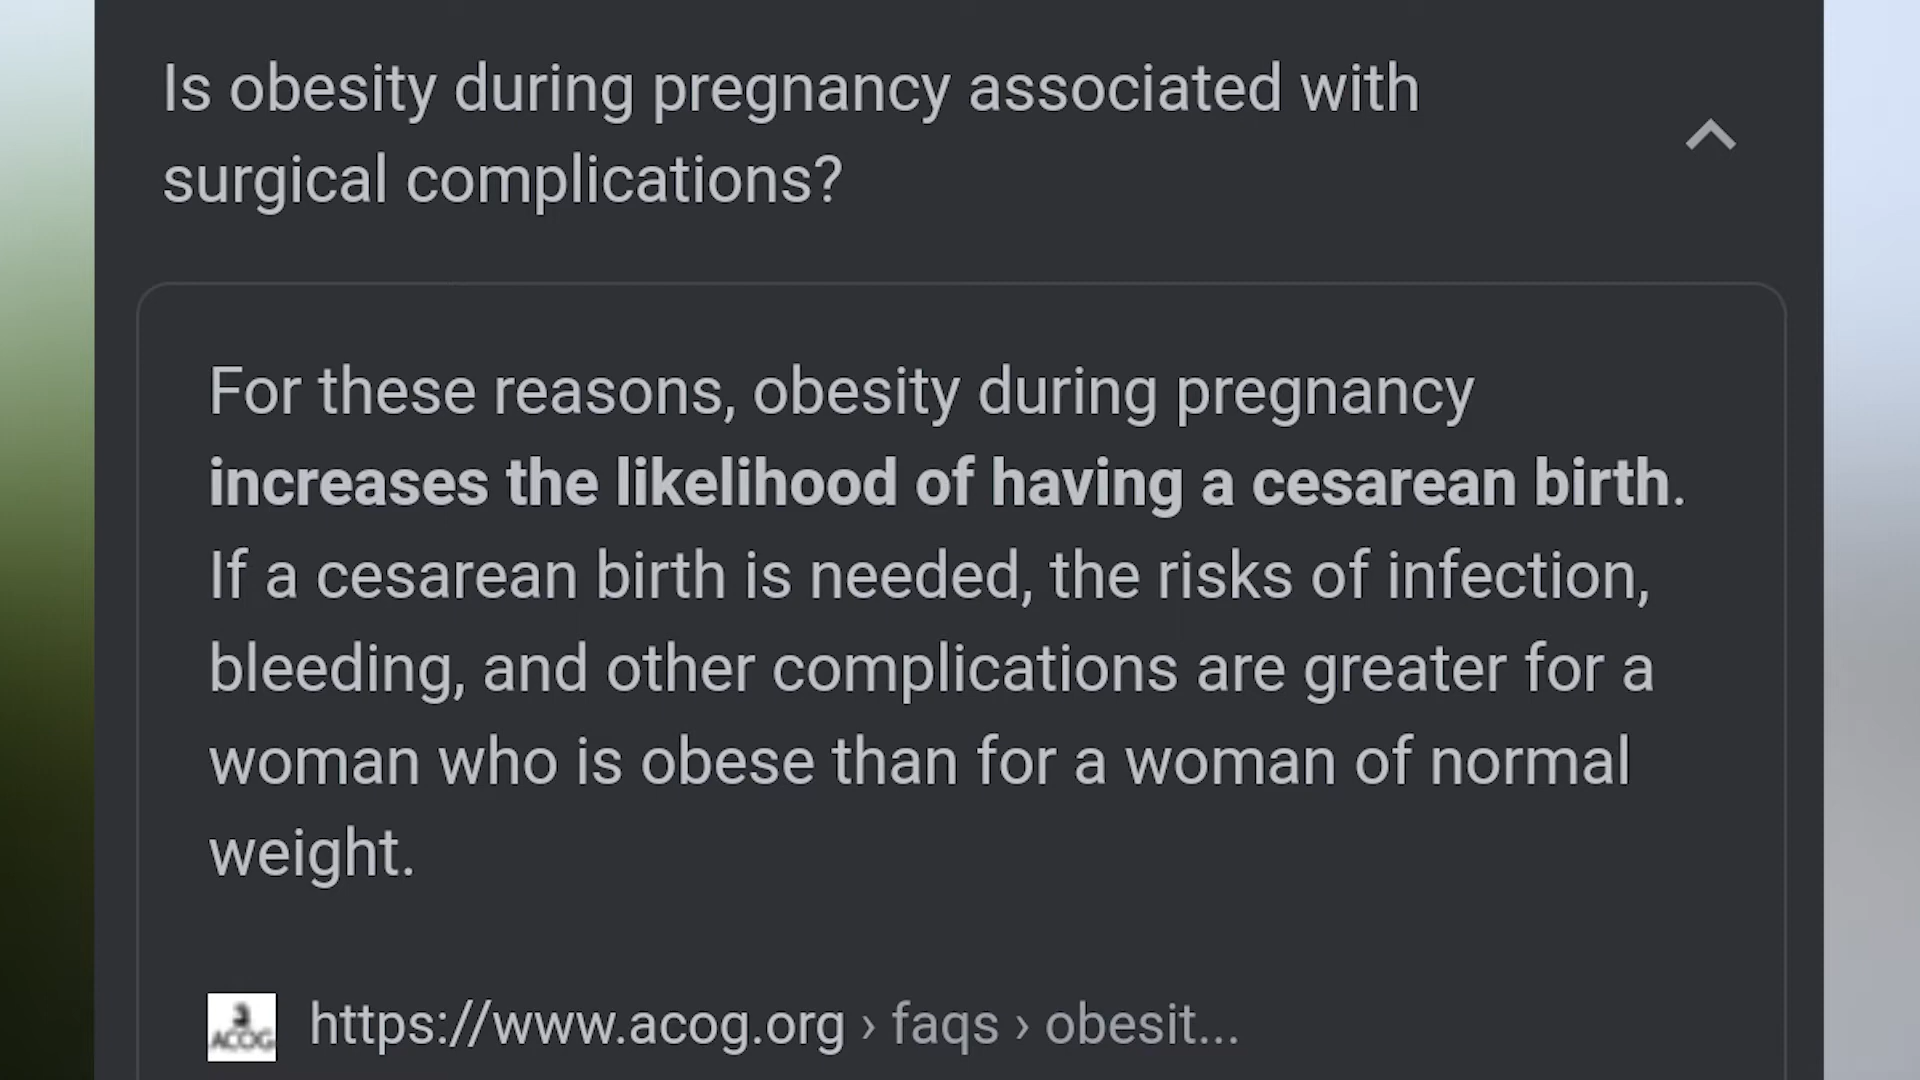 Is obesity during pregnancy associated with
surgical complications?
For these reasons, obesity during pregnancy
increases the likelihood of having a cesarean birth.
If a cesarean birth is needed, the risks of infection,
bleeding, and other complications are greater for a
woman who is obese than for a woman of normal
weight.
ACOG
https://www.acog.org › faqs › obesit...